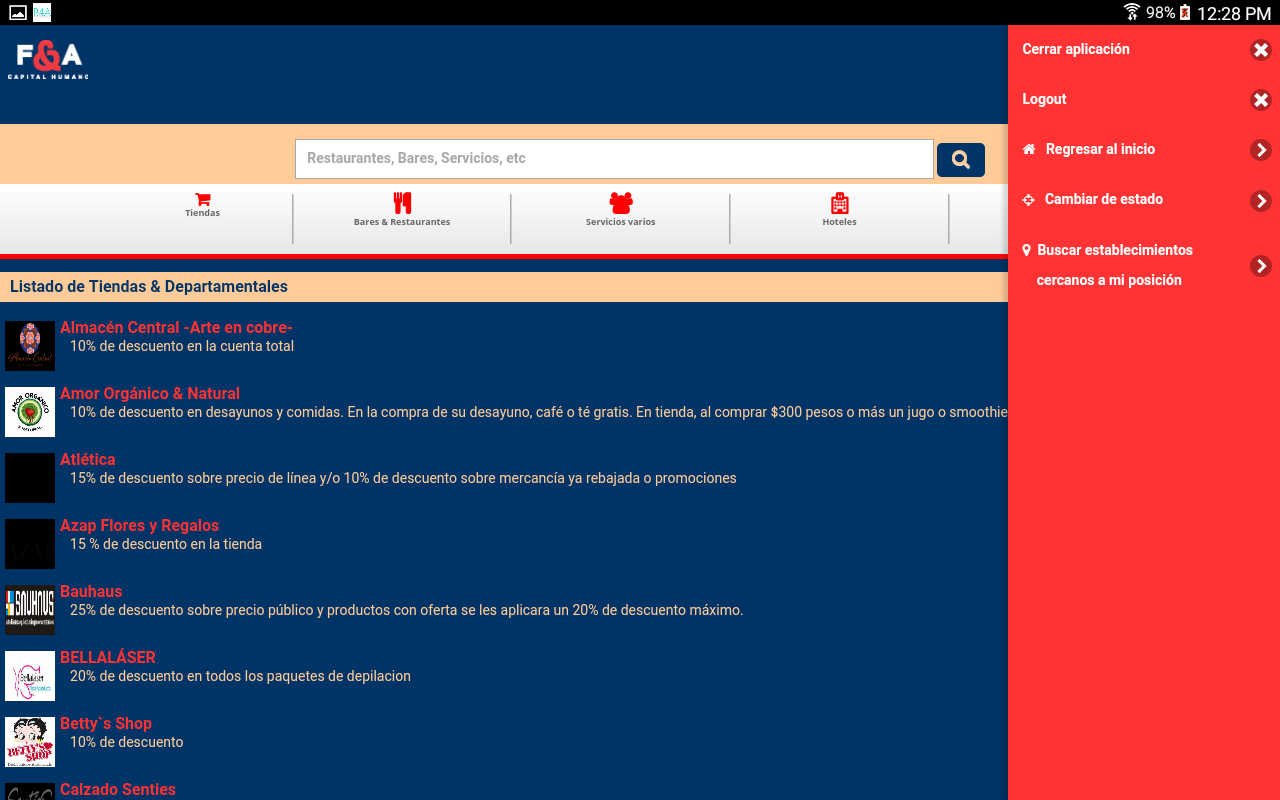 98% 12:28 PM
F&A
CAPITAL HUMANO
Cerrar aplicación
Logout
Regresar al inicio
Cambiar de estado
Buscar establecimientos
cercanos a mi posición
Restaurantes, Bares, Servicios, etc
Tiendas
Bares & Restaurantes
Servicios varios
Hoteles
Listado de Tiendas & Departamentales
Almacén Central -Arte en cobre-
10% de descuento en la cuenta total
Amor Orgánico & Natural
10% de descuento en desayunos y comidas. En la compra de su desayuno, café o té gratis. En tienda, al comprar $300 pesos o más un jugo o smoothie
AMOR ORGÁNICO
Atlética
15% de descuento sobre precio de línea y/o 10% de descuento sobre mercancía ya rebajada o promociones
Azap Flores y Regalos
15 % de descuento en la tienda
Bauhaus
25% de descuento sobre precio público y productos con oferta se les aplicara un 20% de descuento máximo.
BAUHAUS
BELLALÁSER
20% de descuento en todos los paquetes de depilacion
Bellaláser
Betty`s Shop
10% de descuento
BETTY'S
SHOP
Calzado Senties